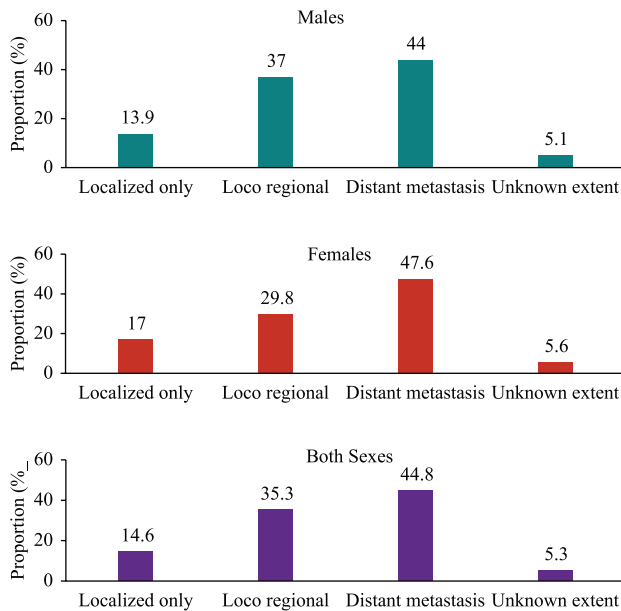 Males
Proportion (%)
60
40
20
0
13.9
37
44
5.1
Localized only Loco regional Distant metastasis Unknown extent
Females
Proportion (%)
60
40
20
0
17
29.8
47.6
5.6
Localized only Loco regional Distant metastasis Unknown extent
Both Sexes
Proportion (%_
60
40
20
0
14.6
35.3
44.8
5.3
Localized only Loco regional Distant metastasis Unknown extent